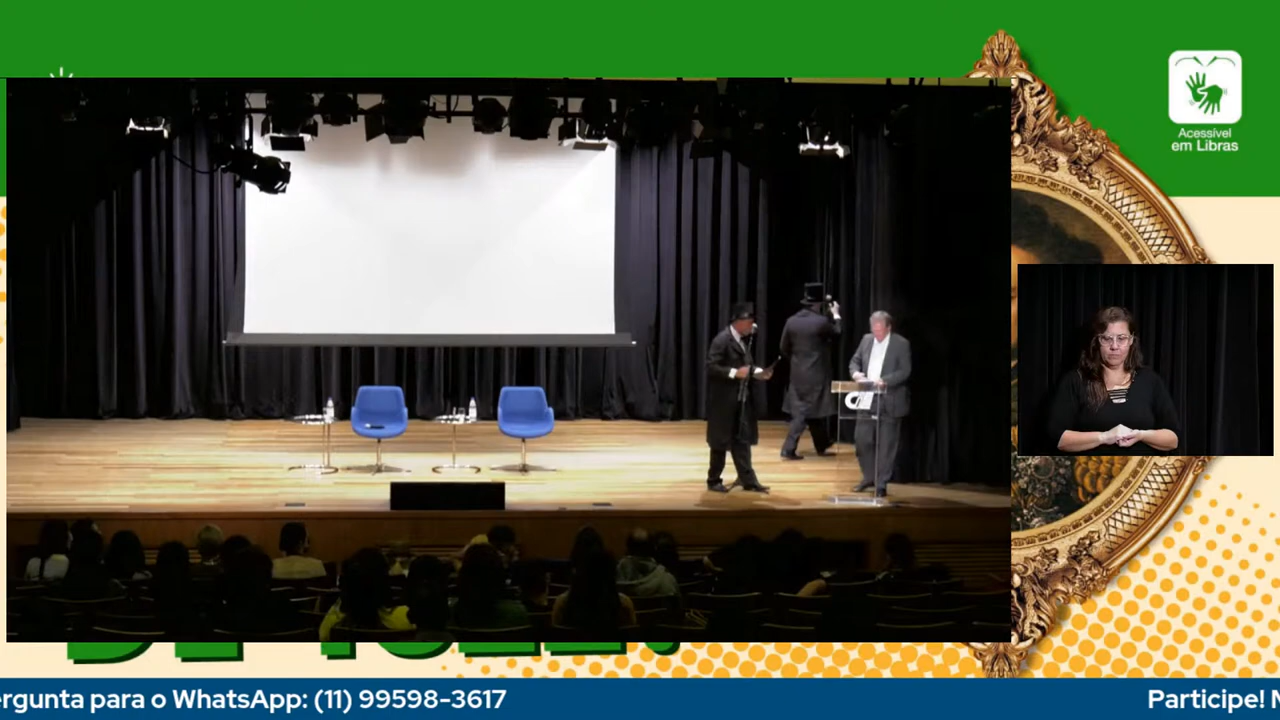 Acessível
em Libras
ergunta para o WhatsApp: (11) 99598-3617
Participe! N